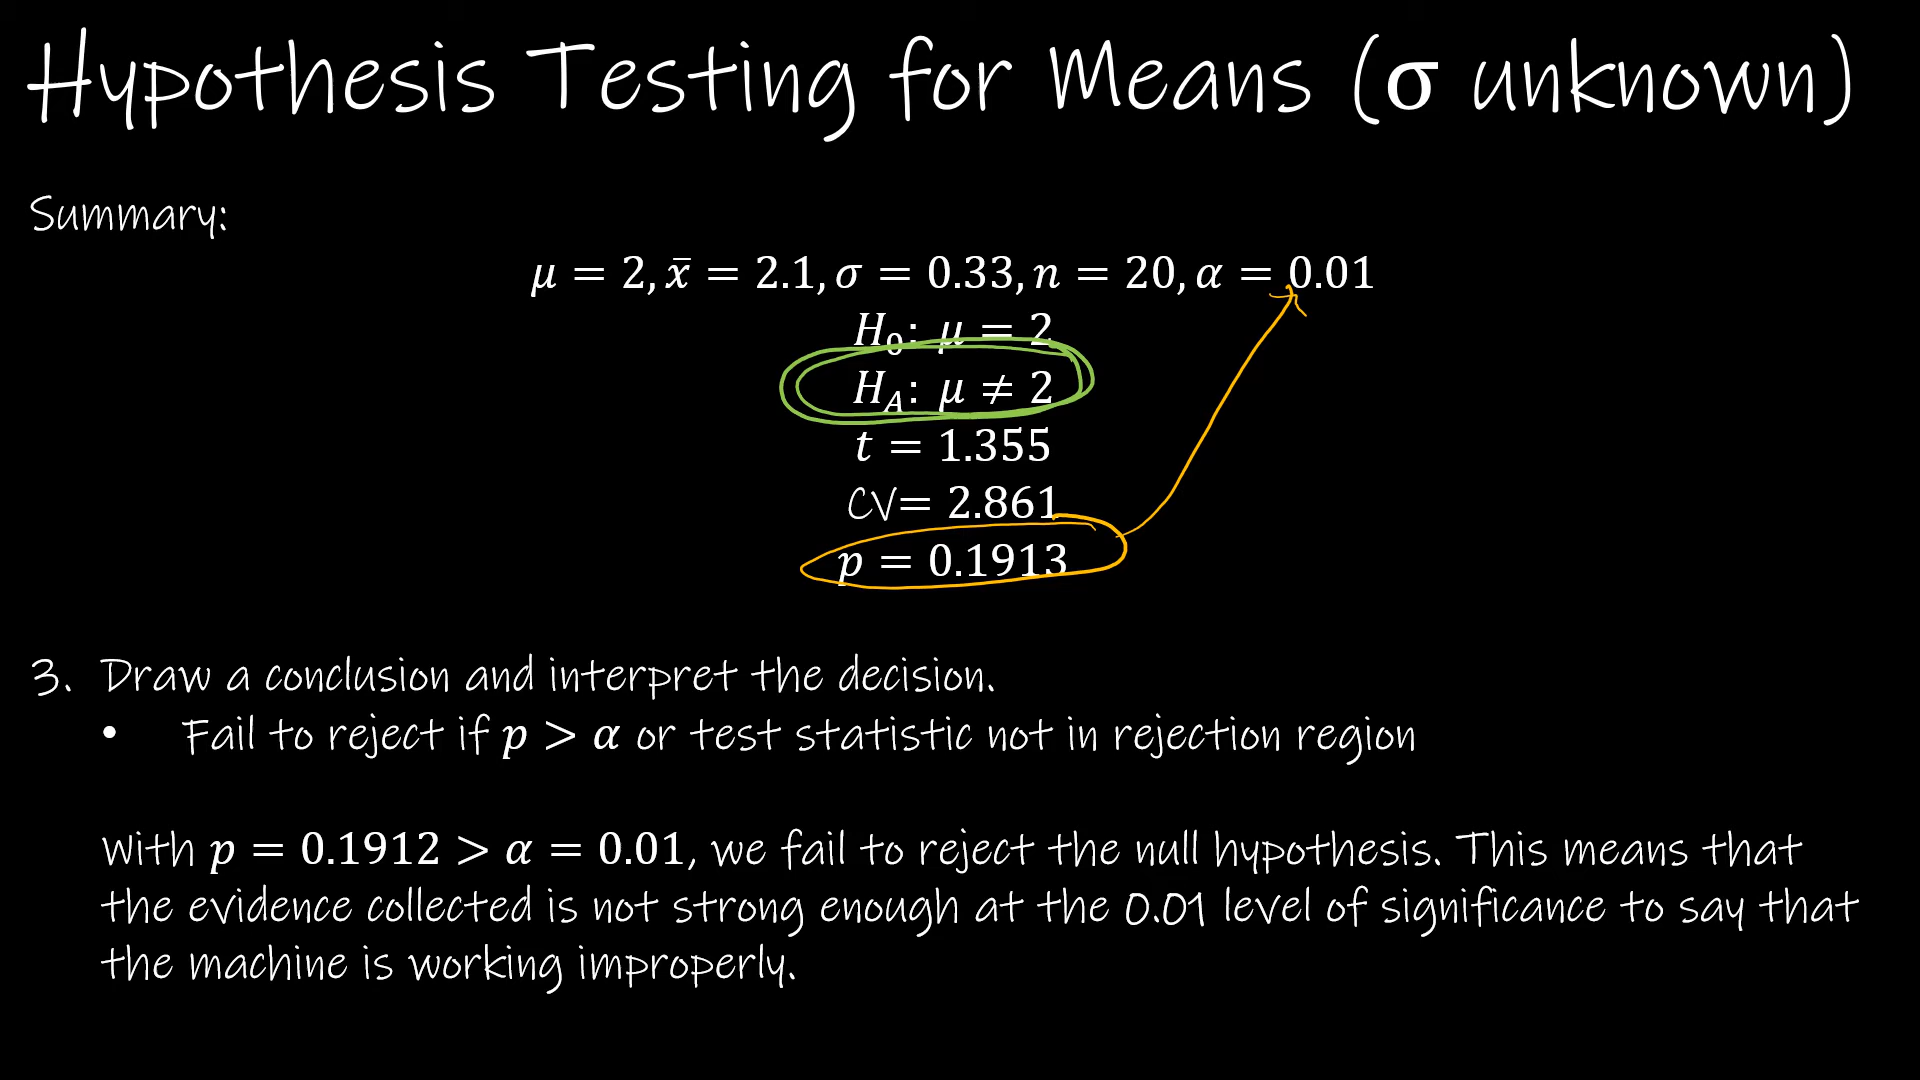 Hypothesis Testing for Means (σ unknown)
Summary:
μ = 2, x̄ = 2.1, σ = 0.33, n = 20, α = 0.01
H₀: μ = 2
H_A: μ ≠ 2
t = 1.355
CV= 2.861
p = 0.1913
3. Draw a conclusion and interpret the decision.
• Fail to reject if p > α or test statistic not in rejection region
With p = 0.1912 > α = 0.01, we fail to reject the null hypothesis. This means that
the evidence collected is not strong enough at the 0.01 level of significance to say that
the machine is working improperly.